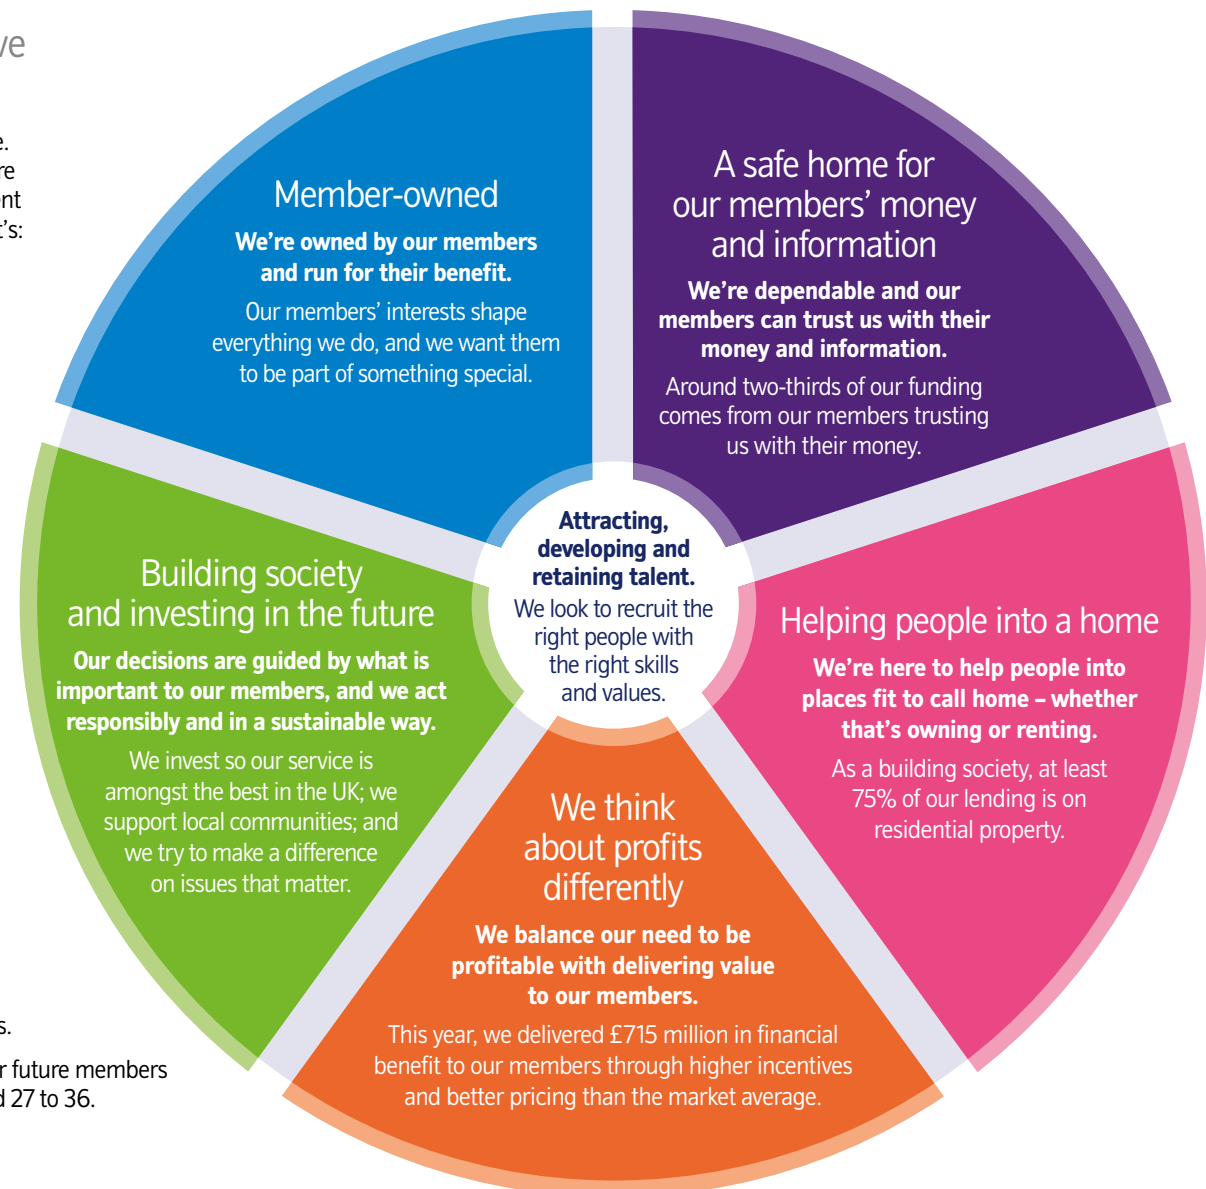 Member-owned
We’re owned by our members
and run for their benefit.
Our members’ interests shape
everything we do, and we want them
to be part of something special.
A safe home for
our members’ money
and information
We’re dependable and our
members can trust us with their
money and information.
Around two-thirds of our funding
comes from our members trusting
us with their money.
Attracting,
developing and
retaining talent.
We look to recruit the
right people with
the right skills
and values.
Building society
and investing in the future
Our decisions are guided by what is
important to our members, and we act
responsibly and in a sustainable way.
We invest so our service is
amongst the best in the UK; we
support local communities; and
we try to make a difference
on issues that matter.
Helping people into a home
We’re here to help people into
places fit to call home – whether
that’s owning or renting.
As a building society, at least
75% of our lending is on
residential property.
We think
about profits
differently
We balance our need to be
profitable with delivering value
to our members.
This year, we delivered £715 million in financial
benefit to our members through higher incentives
and better pricing than the market average.
future members
27 to 36.